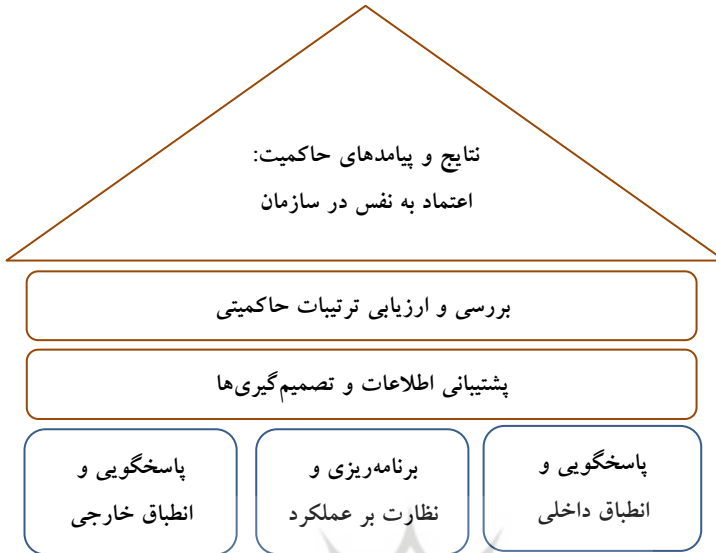 نتایج و پیامدهای حاکمیت:
اعتماد به نفس در سازمان
بررسی و ارزیابی ترتیبات حاکمیتی
پشتیبانی اطلاعات و تصمیم‌گیری‌ها
پاسخگویی و
انطباق داخلی
برنامه‌ریزی و
نظارت بر عملکرد
پاسخگویی و
انطباق خارجی